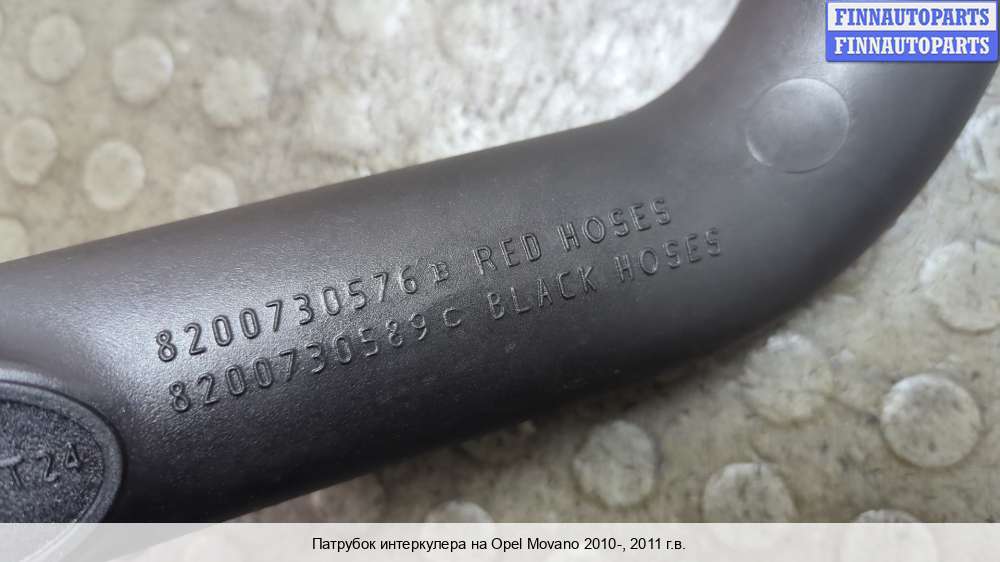 FINNAUTOPARTS
FINNAUTOPARTS
8200730576 B RED HOSES
8200730589 C BLACK HOSES
T24
Патрубок интеркулера на Opel Movano 2010-, 2011 г.в.